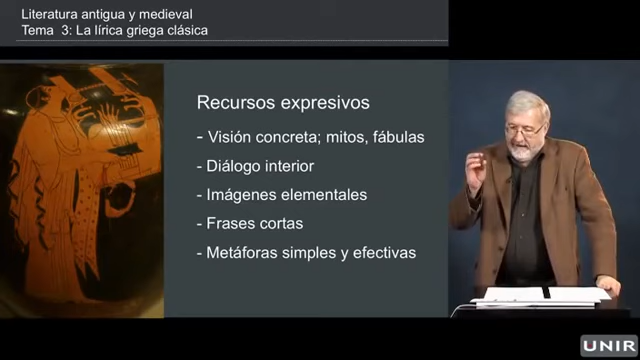 Literatura antigua y medieval
Tema 3: La lírica griega clásica
Recursos expresivos
- Visión concreta; mitos, fábulas
- Diálogo interior
- Imágenes elementales
- Frases cortas
- Metáforas simples y efectivas
UNIR